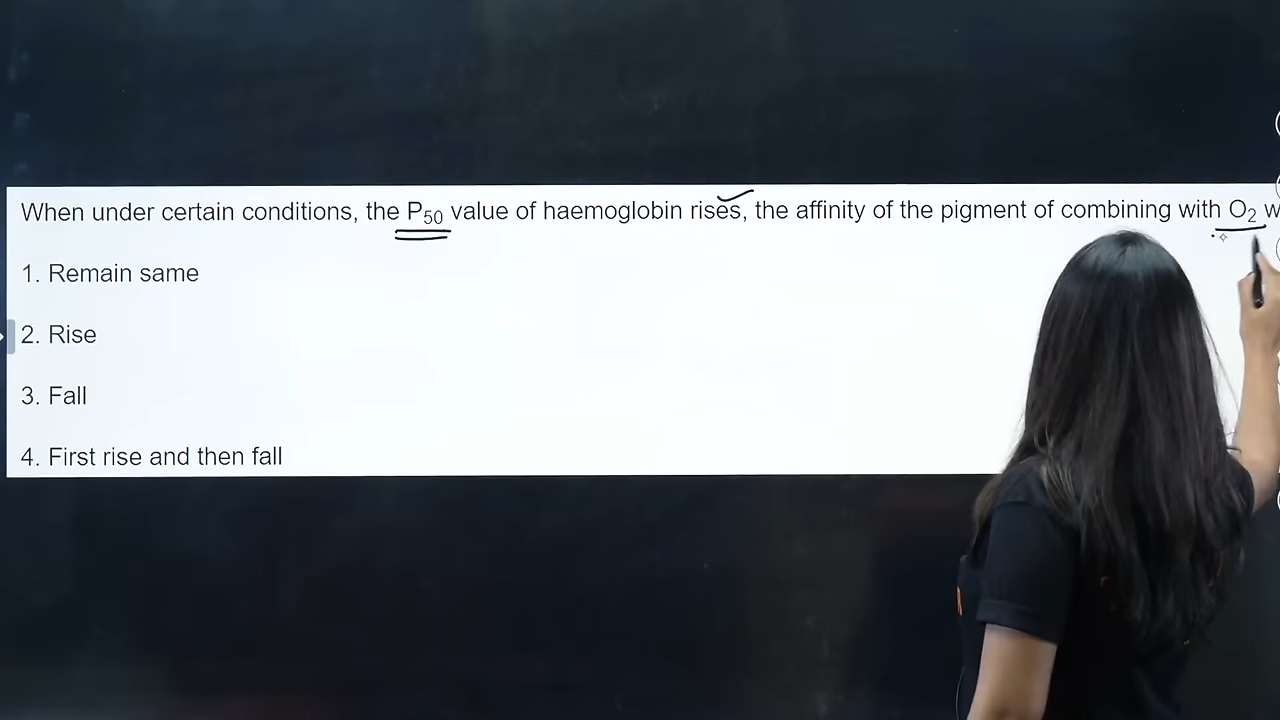 When under certain conditions, the P50 value of haemoglobin rises, the affinity of the pigment of combining with O2
1. Remain same
2. Rise
3. Fall
4. First rise and then fall